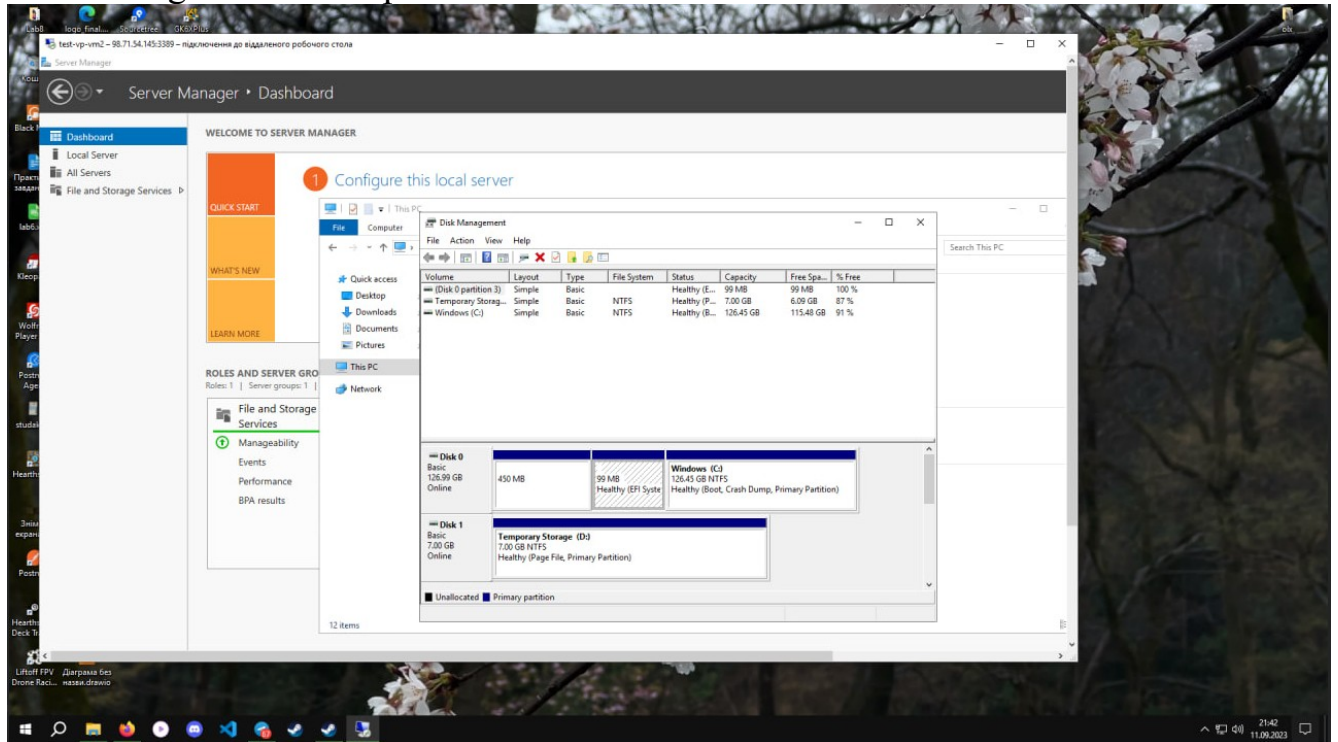 Lab8 logo_final.... Sourcetree GK6XPlus
olx
test-vp-vm2 – 98.71.54.145:3389 – підключення до віддаленого робочого стола
Server Manager
Server Manager • Dashboard
Dashboard
Local Server
All Servers
File and Storage Services
WELCOME TO SERVER MANAGER
1 Configure this local server
QUICK START
WHAT'S NEW
LEARN MORE
This PC
File Computer
Search This PC
Quick access
Desktop
Downloads
Documents
Pictures
This PC
Network
12 items
ROLES AND SERVER GRO
Roles: 1 | Server groups: 1 |
File and Storage
Services
Manageability
Events
Performance
BPA results
Disk Management
File Action View Help
Volume Layout Type File System Status Capacity Free Spa... % Free
(Disk 0 partition 3) Simple Basic Healthy (E... 99 MB 99 MB 100 %
Temporary Storag... Simple Basic NTFS Healthy (P... 7.00 GB 6.09 GB 87 %
Windows (C:) Simple Basic NTFS Healthy (B... 126.45 GB 115.48 GB 91 %
Disk 0
Basic
126.99 GB
Online
450 MB
99 MB
Healthy (EFI Syste
Windows (C:)
126.45 GB NTFS
Healthy (Boot, Crash Dump, Primary Partition)
Disk 1
Basic
7.00 GB
Online
Temporary Storage (D:)
7.00 GB NTFS
Healthy (Page File, Primary Partition)
Unallocated Primary partition
Liftoff FPV Діаграма без
Drone Raci... назви.drawio
21:42
11.09.2023